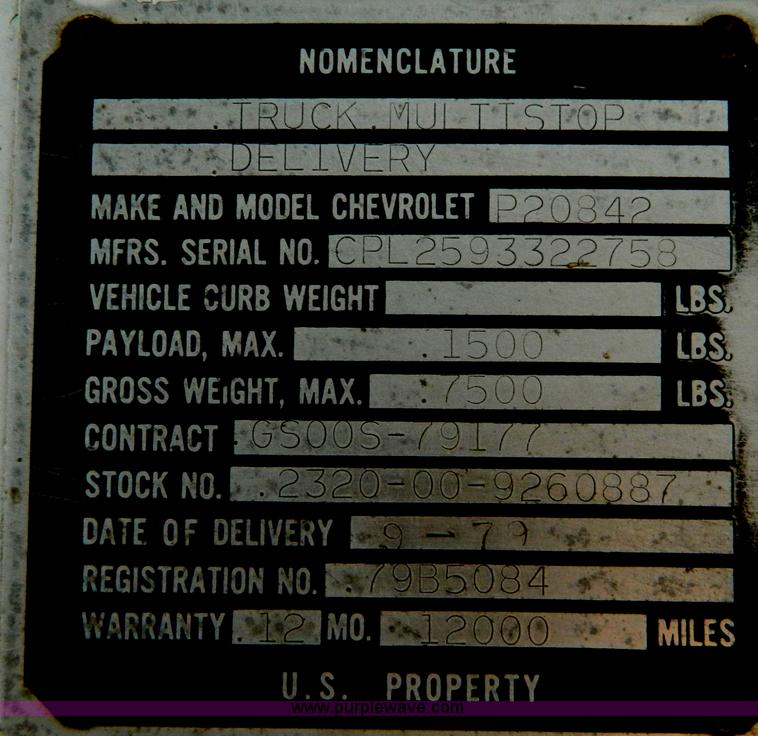 NOMENCLATURE
TRUCK MULTISTOP
DELIVERY
MAKE AND MODEL CHEVROLET P20842
MFRS. SERIAL NO. CPL2593322758
VEHICLE CURB WEIGHT LBS.
PAYLOAD, MAX. 1500 LBS.
GROSS WEIGHT, MAX. 7500 LBS.
CONTRACT GS00S-79177
STOCK NO. 2320-00-9260887
DATE OF DELIVERY 9-79
REGISTRATION NO. 79B5084
WARRANTY 12 MO. 12000 MILES
U.S. PROPERTY
www.purplewave.com